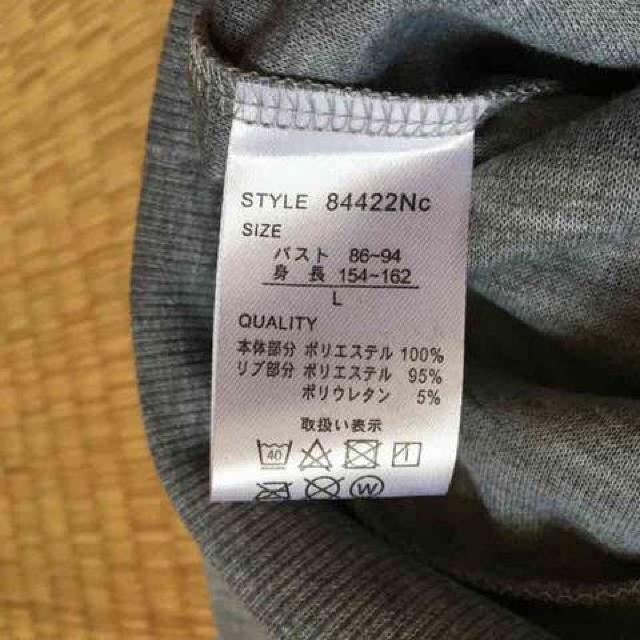 STYLE 84422Nc
SIZE
バスト 86~94
身長 154~162
L
QUALITY
本体部分 ポリエステル 100%
リブ部分 ポリエステル 95%
ポリウレタン 5%
取扱い表示
40
W